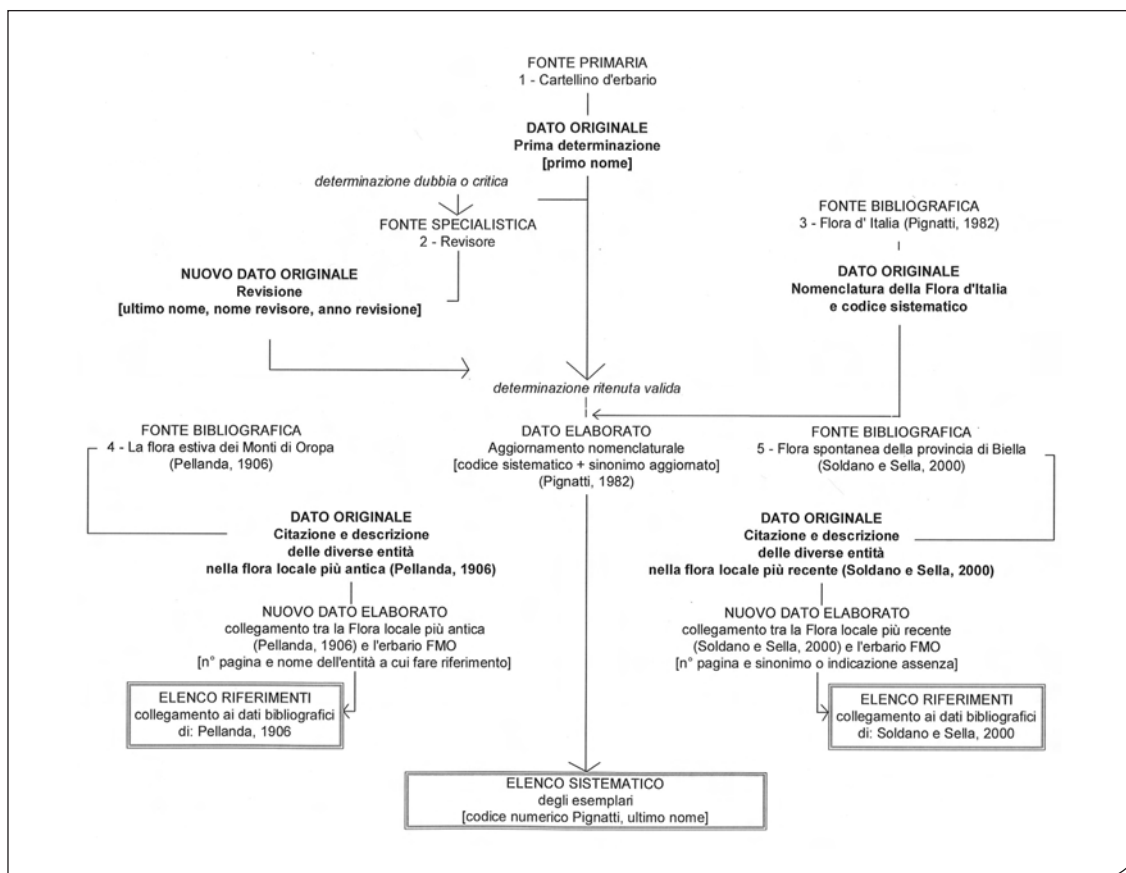 FONTE PRIMARIA
1 - Cartellino d'erbario
DATO ORIGINALE
Prima determinazione
[primo nome]
determinazione dubbia o critica
FONTE SPECIALISTICA
2 - Revisore
NUOVO DATO ORIGINALE
Revisione
[ultimo nome, nome revisore, anno revisione]
FONTE BIBLIOGRAFICA
3 - Flora d' Italia (Pignatti, 1982)
DATO ORIGINALE
Nomenclatura della Flora d'Italia
e codice sistematico
determinazione ritenuta valida
FONTE BIBLIOGRAFICA
4 - La flora estiva dei Monti di Oropa
(Pellanda, 1906)
DATO ELABORATO
Aggiornamento nomenclaturale
[codice sistematico + sinonimo aggiornato]
(Pignatti, 1982)
FONTE BIBLIOGRAFICA
5 - Flora spontanea della provincia di Biella
(Soldano e Sella, 2000)
DATO ORIGINALE
Citazione e descrizione
delle diverse entità
nella flora locale più antica (Pellanda, 1906)
DATO ORIGINALE
Citazione e descrizione
delle diverse entità
nella flora locale più recente (Soldano e Sella, 2000)
NUOVO DATO ELABORATO
collegamento tra la Flora locale più antica
(Pellanda, 1906) e l'erbario FMO
[n° pagina e nome dell'entità a cui fare riferimento]
NUOVO DATO ELABORATO
collegamento tra la Flora locale più recente
(Soldano e Sella, 2000) e l'erbario FMO
[n° pagina e sinonimo o indicazione assenza]
ELENCO RIFERIMENTI
collegamento ai dati bibliografici
di: Pellanda, 1906
ELENCO RIFERIMENTI
collegamento ai dati bibliografici
di: Soldano e Sella, 2000
ELENCO SISTEMATICO
degli esemplari
[codice numerico Pignatti, ultimo nome]